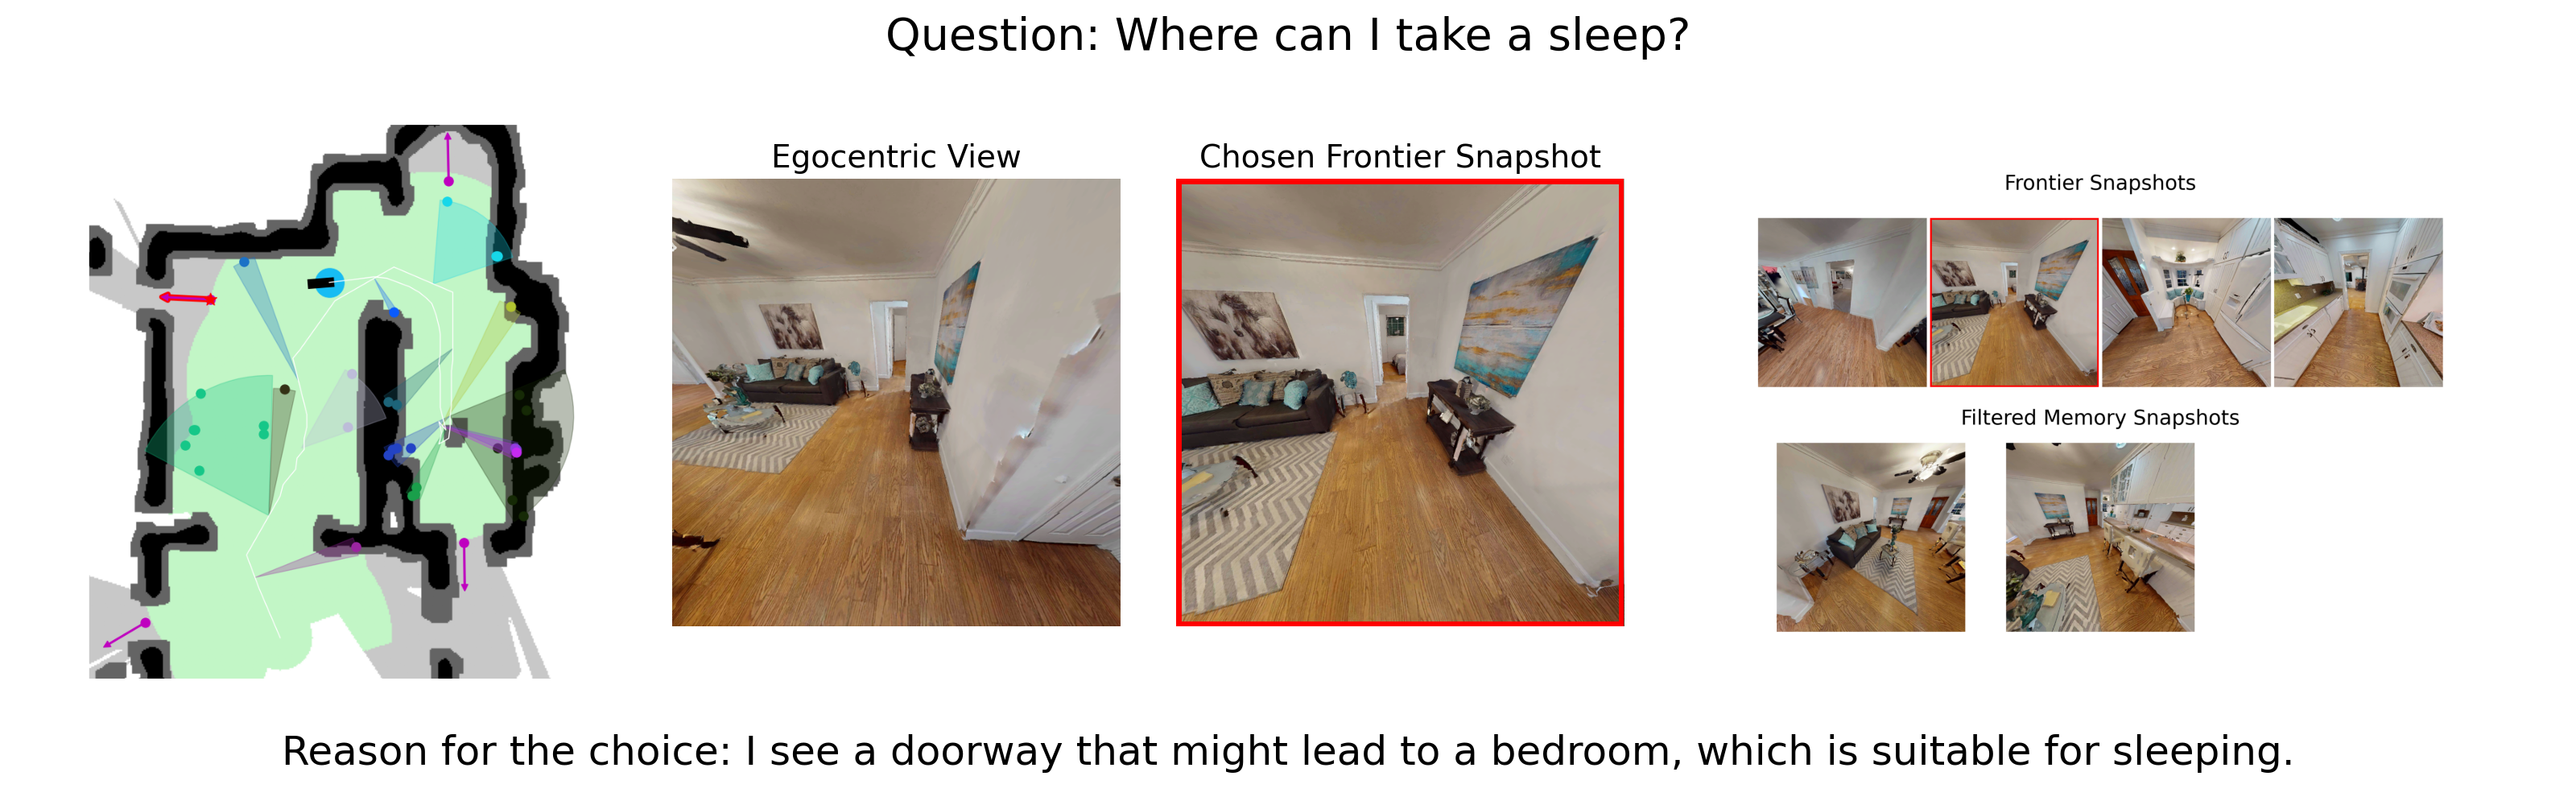 Question: Where can I take a sleep?
Egocentric View
Chosen Frontier Snapshot
Frontier Snapshots
Filtered Memory Snapshots
Reason for the choice: I see a doorway that might lead to a bedroom, which is suitable for sleeping.